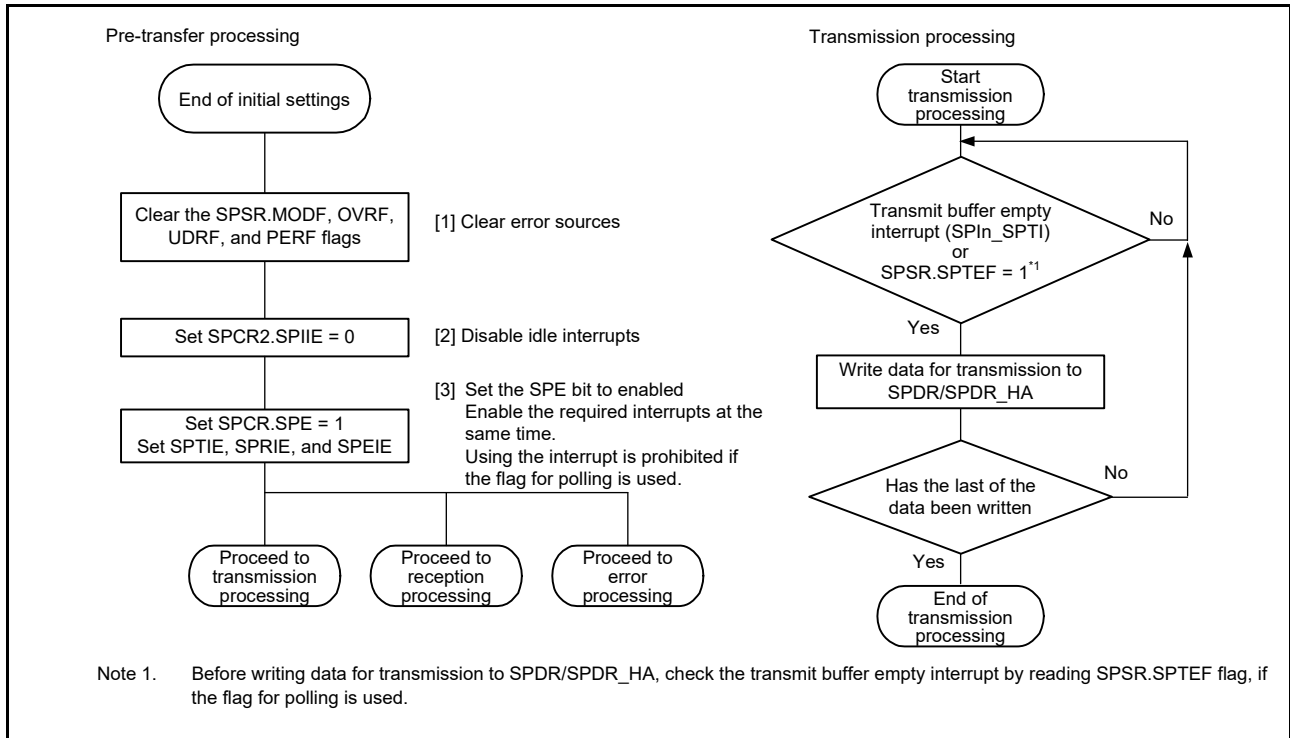 Pre-transfer processing
End of initial settings
Clear the SPSR.MODF, OVRF,
UDRF, and PERF flags
[1] Clear error sources
Set SPCR2.SPIIE = 0
[2] Disable idle interrupts
Set SPCR.SPE = 1
Set SPTIE, SPRIE, and SPEIE
[3] Set the SPE bit to enabled
Enable the required interrupts at the
same time.
Using the interrupt is prohibited if
the flag for polling is used.
Proceed to
transmission
processing
Proceed to
reception
processing
Proceed to
error
processing
Transmission processing
Start
transmission
processing
Transmit buffer empty
interrupt (SPIn_SPTI)
or
SPSR.SPTEF = 1*1
No
Yes
Write data for transmission to
SPDR/SPDR_HA
Has the last of the
data been written
No
Yes
End of
transmission
processing
Note 1. Before writing data for transmission to SPDR/SPDR_HA, check the transmit buffer empty interrupt by reading SPSR.SPTEF flag, if
the flag for polling is used.